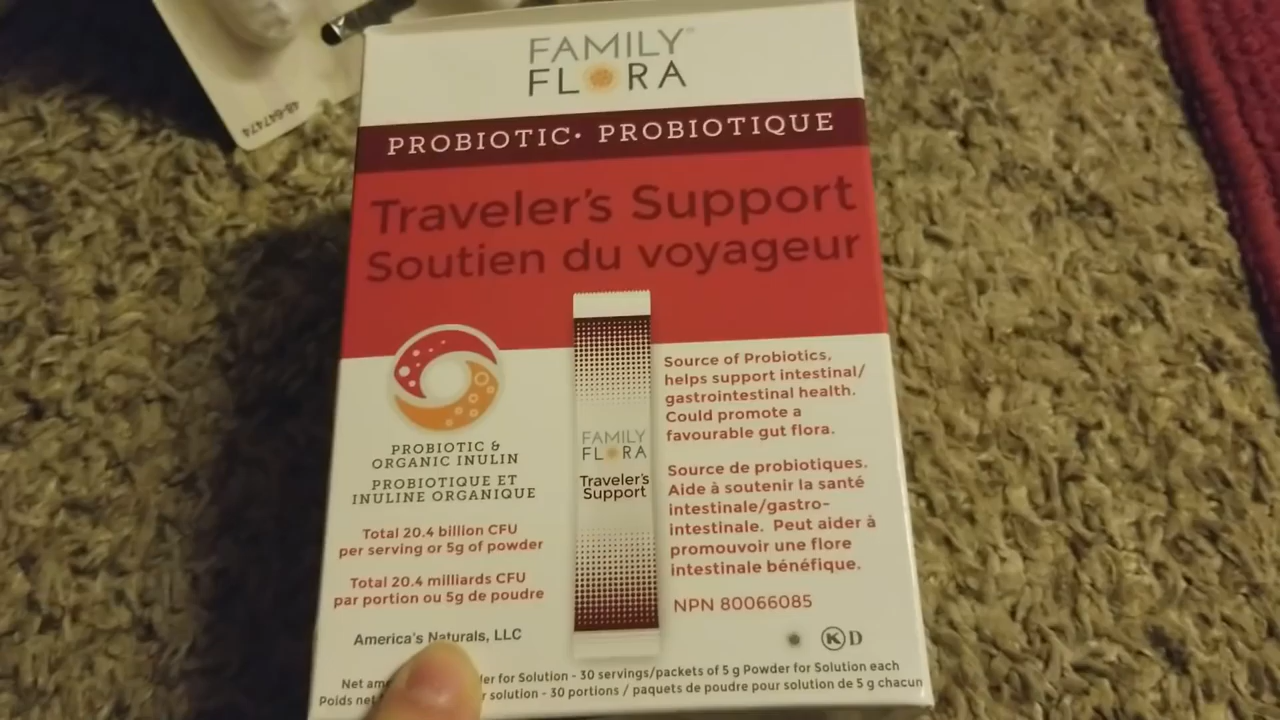 48-647474
FAMILY®
FLORA
PROBIOTIC • PROBIOTIQUE
Traveler's Support
Soutien du voyageur
PROBIOTIC &
ORGANIC INULIN
PROBIOTIQUE ET
INULINE ORGANIQUE
Total 20.4 billion CFU
per serving or 5g of powder
Total 20.4 milliards CFU
par portion ou 5g de poudre
America's Naturals, LLC
FAMILY
FLORA
Traveler's
Support
Source of Probiotics,
helps support intestinal/
gastrointestinal health.
Could promote a
favourable gut flora.
Source de probiotiques.
Aide à soutenir la santé
intestinale/gastro-
intestinale. Peut aider à
promouvoir une flore
intestinale bénéfique.
NPN 80066085
K D
Net for Solution - 30 servings/packets of 5 g Powder for Solution each
Poids solution - 30 portions / paquets de poudre pour solution de 5 g chacun